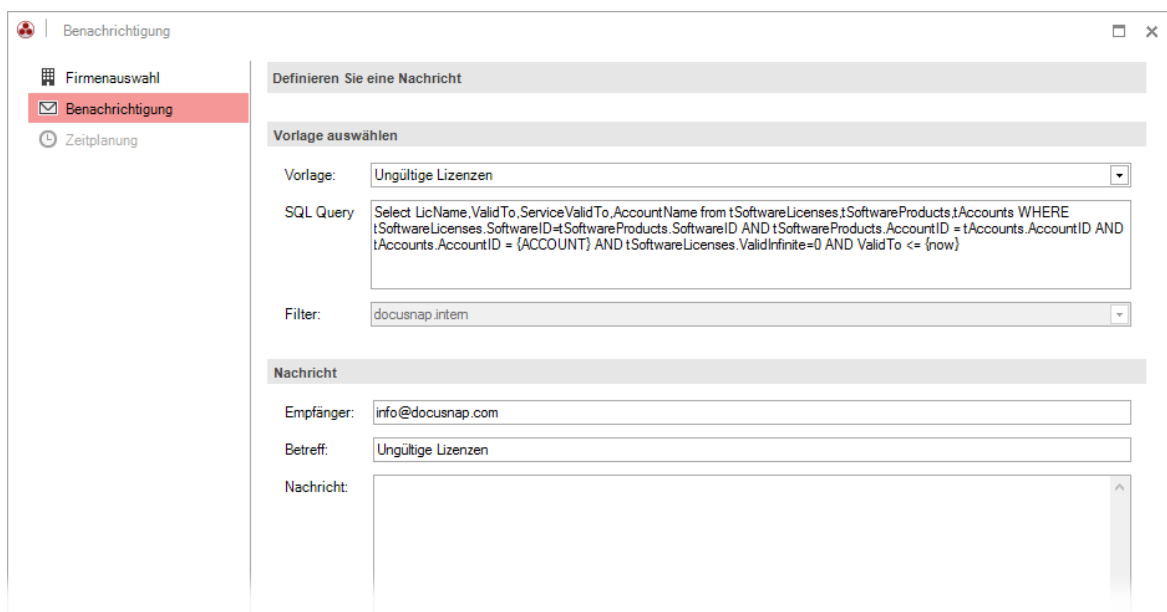 Benachrichtigung
Firmenauswahl
Benachrichtigung
Zeitplanung
Definieren Sie eine Nachricht
Vorlage auswählen
Vorlage: Ungültige Lizenzen
SQL Query Select LicName,ValidTo,ServiceValidTo,AccountName from tSoftwareLicenses,tSoftwareProducts,tAccounts WHERE
tSoftwareLicenses.SoftwareID=tSoftwareProducts.SoftwareID AND tSoftwareProducts.AccountID = tAccounts.AccountID AND
tAccounts.AccountID = {ACCOUNT} AND tSoftwareLicenses.ValidInfinite=0 AND ValidTo <= {now}
Filter: docusnap.intern
Nachricht
Empfänger: info@docusnap.com
Betreff: Ungültige Lizenzen
Nachricht: